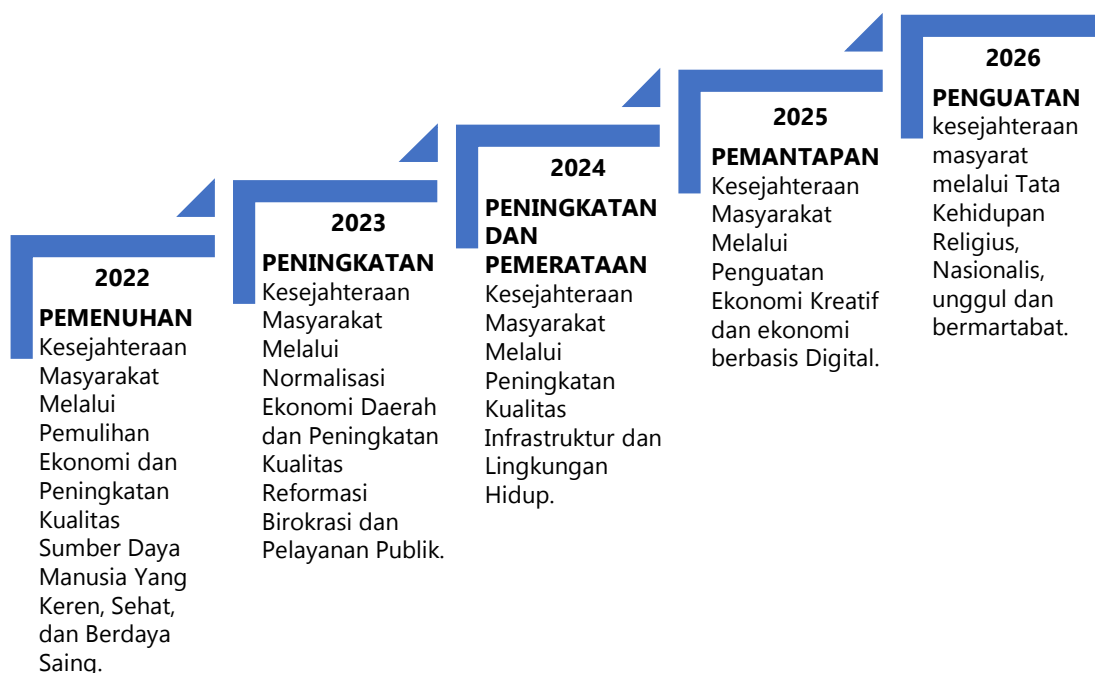 2022
PEMENUHAN
Kesejahteraan
Masyarakat
Melalui
Pemulihan
Ekonomi dan
Peningkatan
Kualitas
Sumber Daya
Manusia Yang
Keren, Sehat,
dan Berdaya
Saing.
2023
PENINGKATAN
Kesejahteraan
Masyarakat
Melalui
Normalisasi
Ekonomi Daerah
dan Peningkatan
Kualitas
Reformasi
Birokrasi dan
Pelayanan Publik.
2024
PENINGKATAN
DAN
PEMERATAAN
Kesejahteraan
Masyarakat
Melalui
Peningkatan
Kualitas
Infrastruktur dan
Lingkungan
Hidup.
2025
PEMANTAPAN
Kesejahteraan
Masyarakat
Melalui
Penguatan
Ekonomi Kreatif
dan ekonomi
berbasis Digital.
2026
PENGUATAN
kesejahteraan
masyarat
melalui Tata
Kehidupan
Religius,
Nasionalis,
unggul dan
bermartabat.